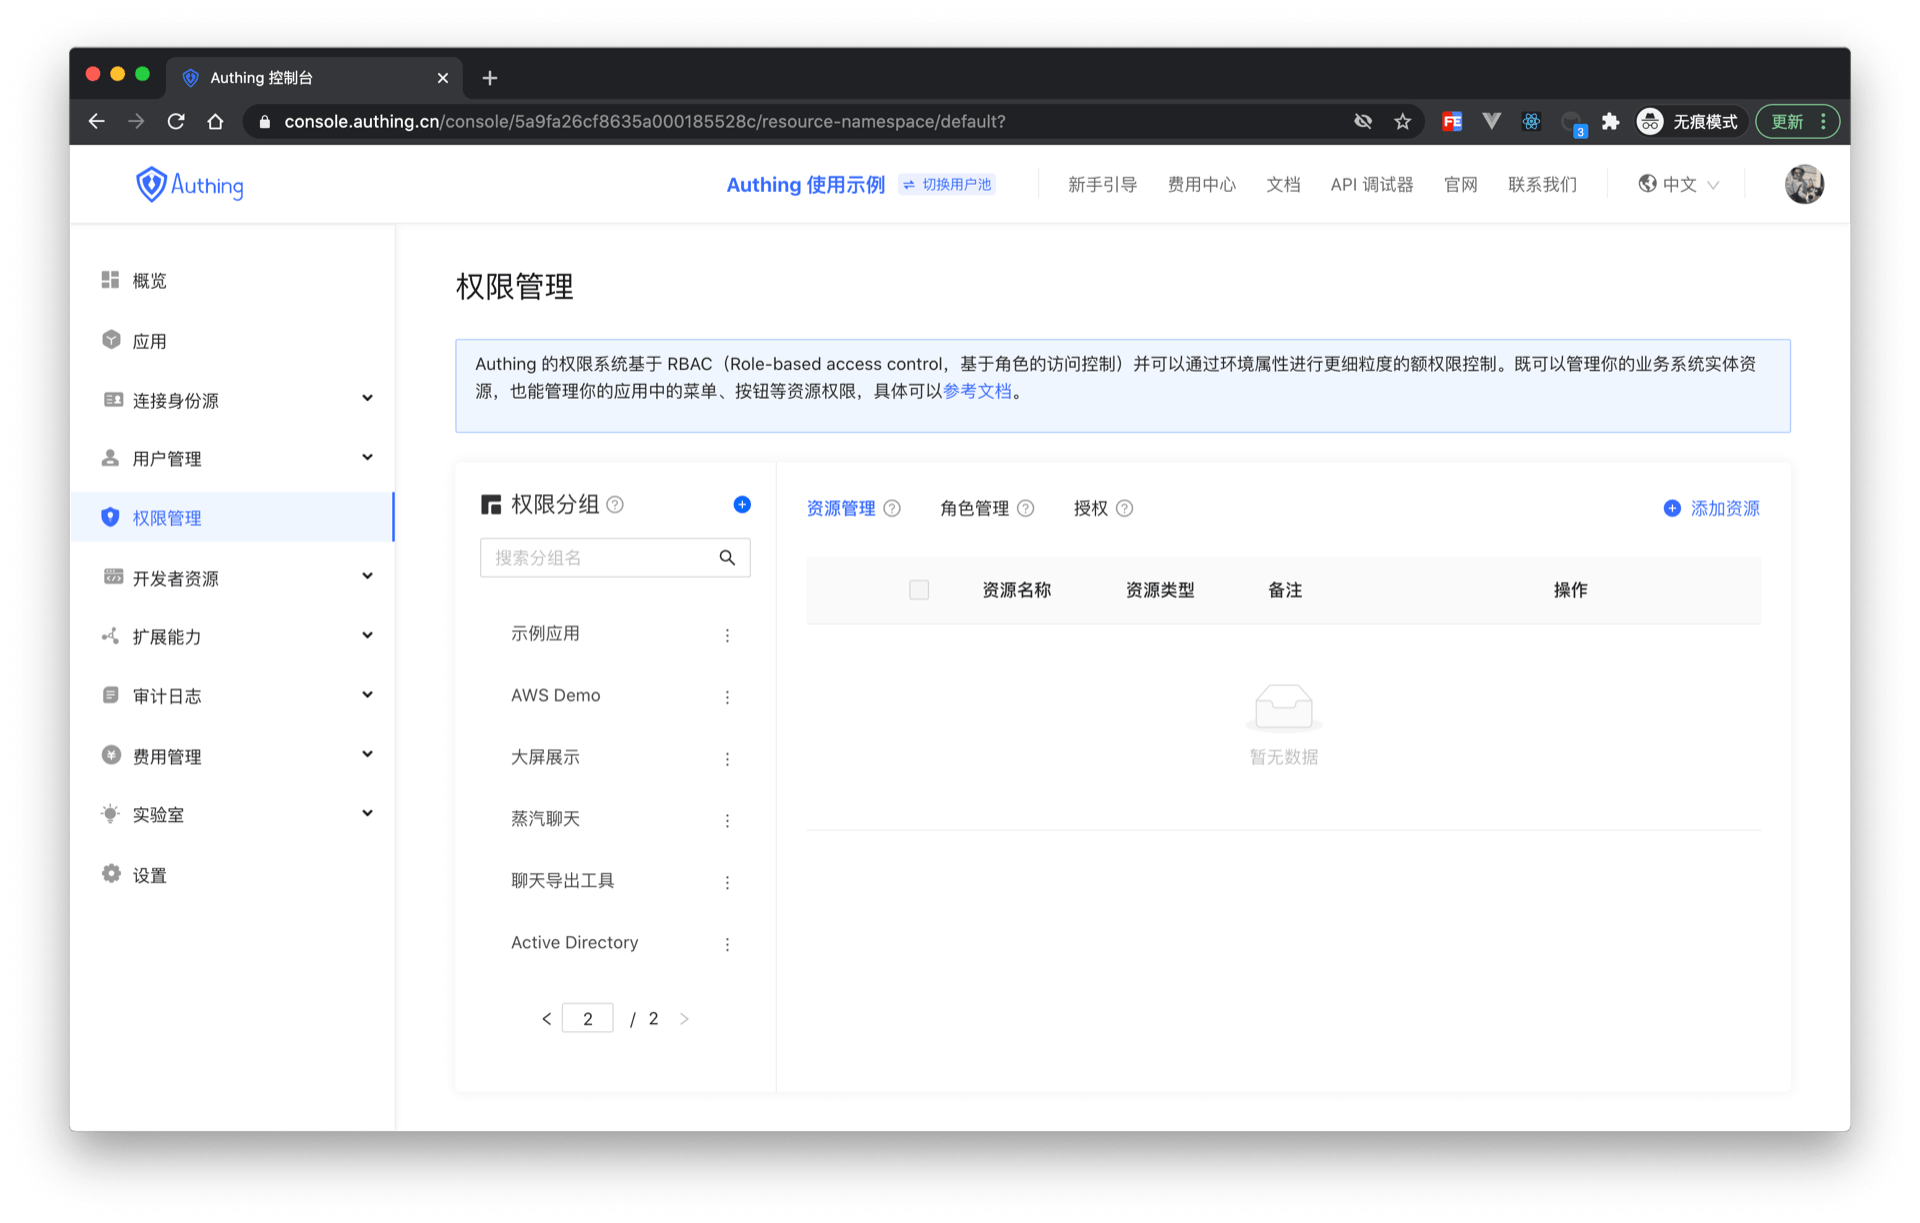 Authing 控制台
console.authing.cn/console/5a9fa26cf8635a000185528c/resource-namespace/default?
FE
3
无痕模式
更新
Authing
Authing 使用示例
切换用户池
新手引导
费用中心
文档
API 调试器
官网
联系我们
中文
概览
应用
连接身份源
用户管理
权限管理
开发者资源
扩展能力
审计日志
费用管理
实验室
设置
权限管理
Authing 的权限系统基于 RBAC（Role-based access control，基于角色的访问控制）并可以通过环境属性进行更细粒度的额权限控制。既可以管理你的业务系统实体资
源，也能管理你的应用中的菜单、按钮等资源权限，具体可以参考文档。
权限分组
搜索分组名
示例应用
AWS Demo
大屏展示
蒸汽聊天
聊天导出工具
Active Directory
< 2 / 2 >
资源管理
角色管理
授权
添加资源
资源名称
资源类型
备注
操作
暂无数据